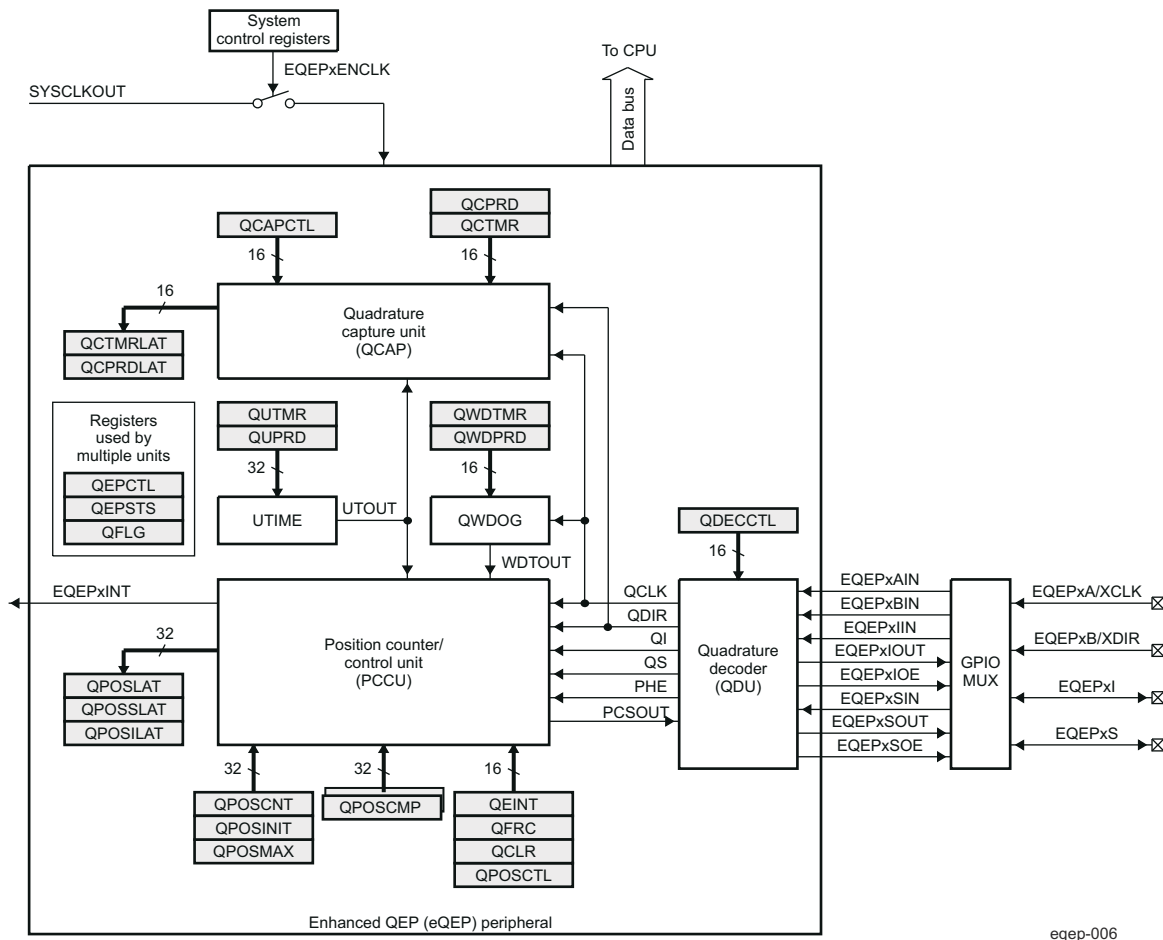 System
control registers
To CPU
EQEPxENCLK
SYSCLKOUT
Data bus
QCPRD
QCAPCTL
QCTMR
16
16
16
Quadrature
capture unit
(QCAP)
QCTMRLAT
QCPRDLAT
Registers
used by
multiple units
QEPCTL
QEPSTS
QFLG
QUTMR
QUPRD
QWDTMR
QWDPRD
32
16
UTIME
UTOUT
QWDOG
WDTOUT
QDECCTL
16
EQEPxINT
32
QPOSLAT
QPOSSLAT
QPOSILAT
Position counter/
control unit
(PCCU)
QCLK
QDIR
QI
QS
PHE
PCSOUT
Quadrature
decoder
(QDU)
EQEPxAIN
EQEPxBIN
EQEPxIIN
EQEPxIOUT
EQEPxIOE
EQEPxSIN
EQEPxSOUT
EQEPxSOE
GPIO
MUX
EQEPxA/XCLK
EQEPxB/XDIR
EQEPxI
EQEPxS
32
32
16
QPOSCNT
QPOSINIT
QPOSMAX
QPOSCMP
QEINT
QFRC
QCLR
QPOSCTL
Enhanced QEP (eQEP) peripheral
eqep-006